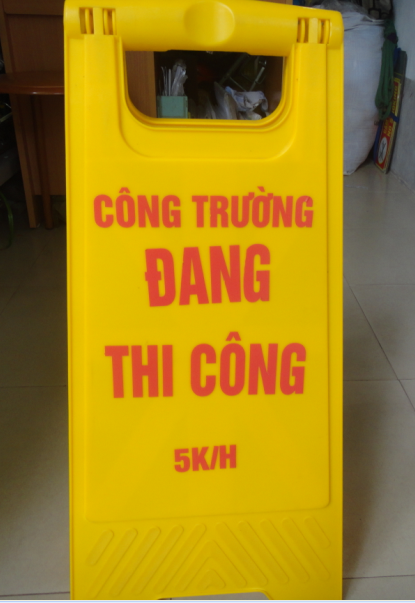 CÔNG TRƯỜNG
ĐANG
THI CÔNG
5K/H